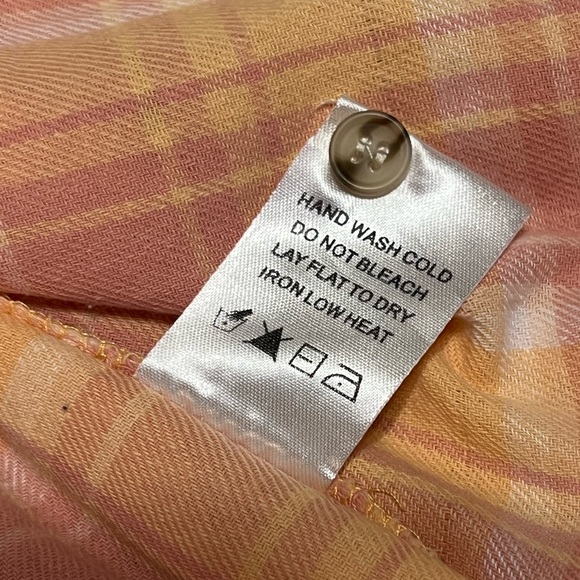 HAND WASH COLD
DO NOT BLEACH
LAY FLAT TO DRY
IRON LOW HEAT